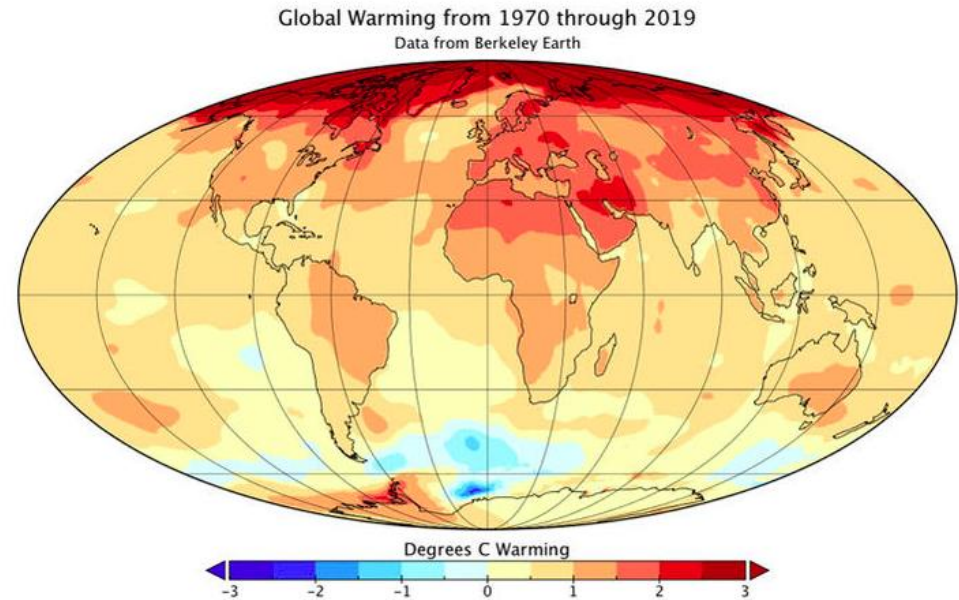 Global Warming from 1970 through 2019
Data from Berkeley Earth
Degrees C Warming
-3 -2 -1 0 1 2 3